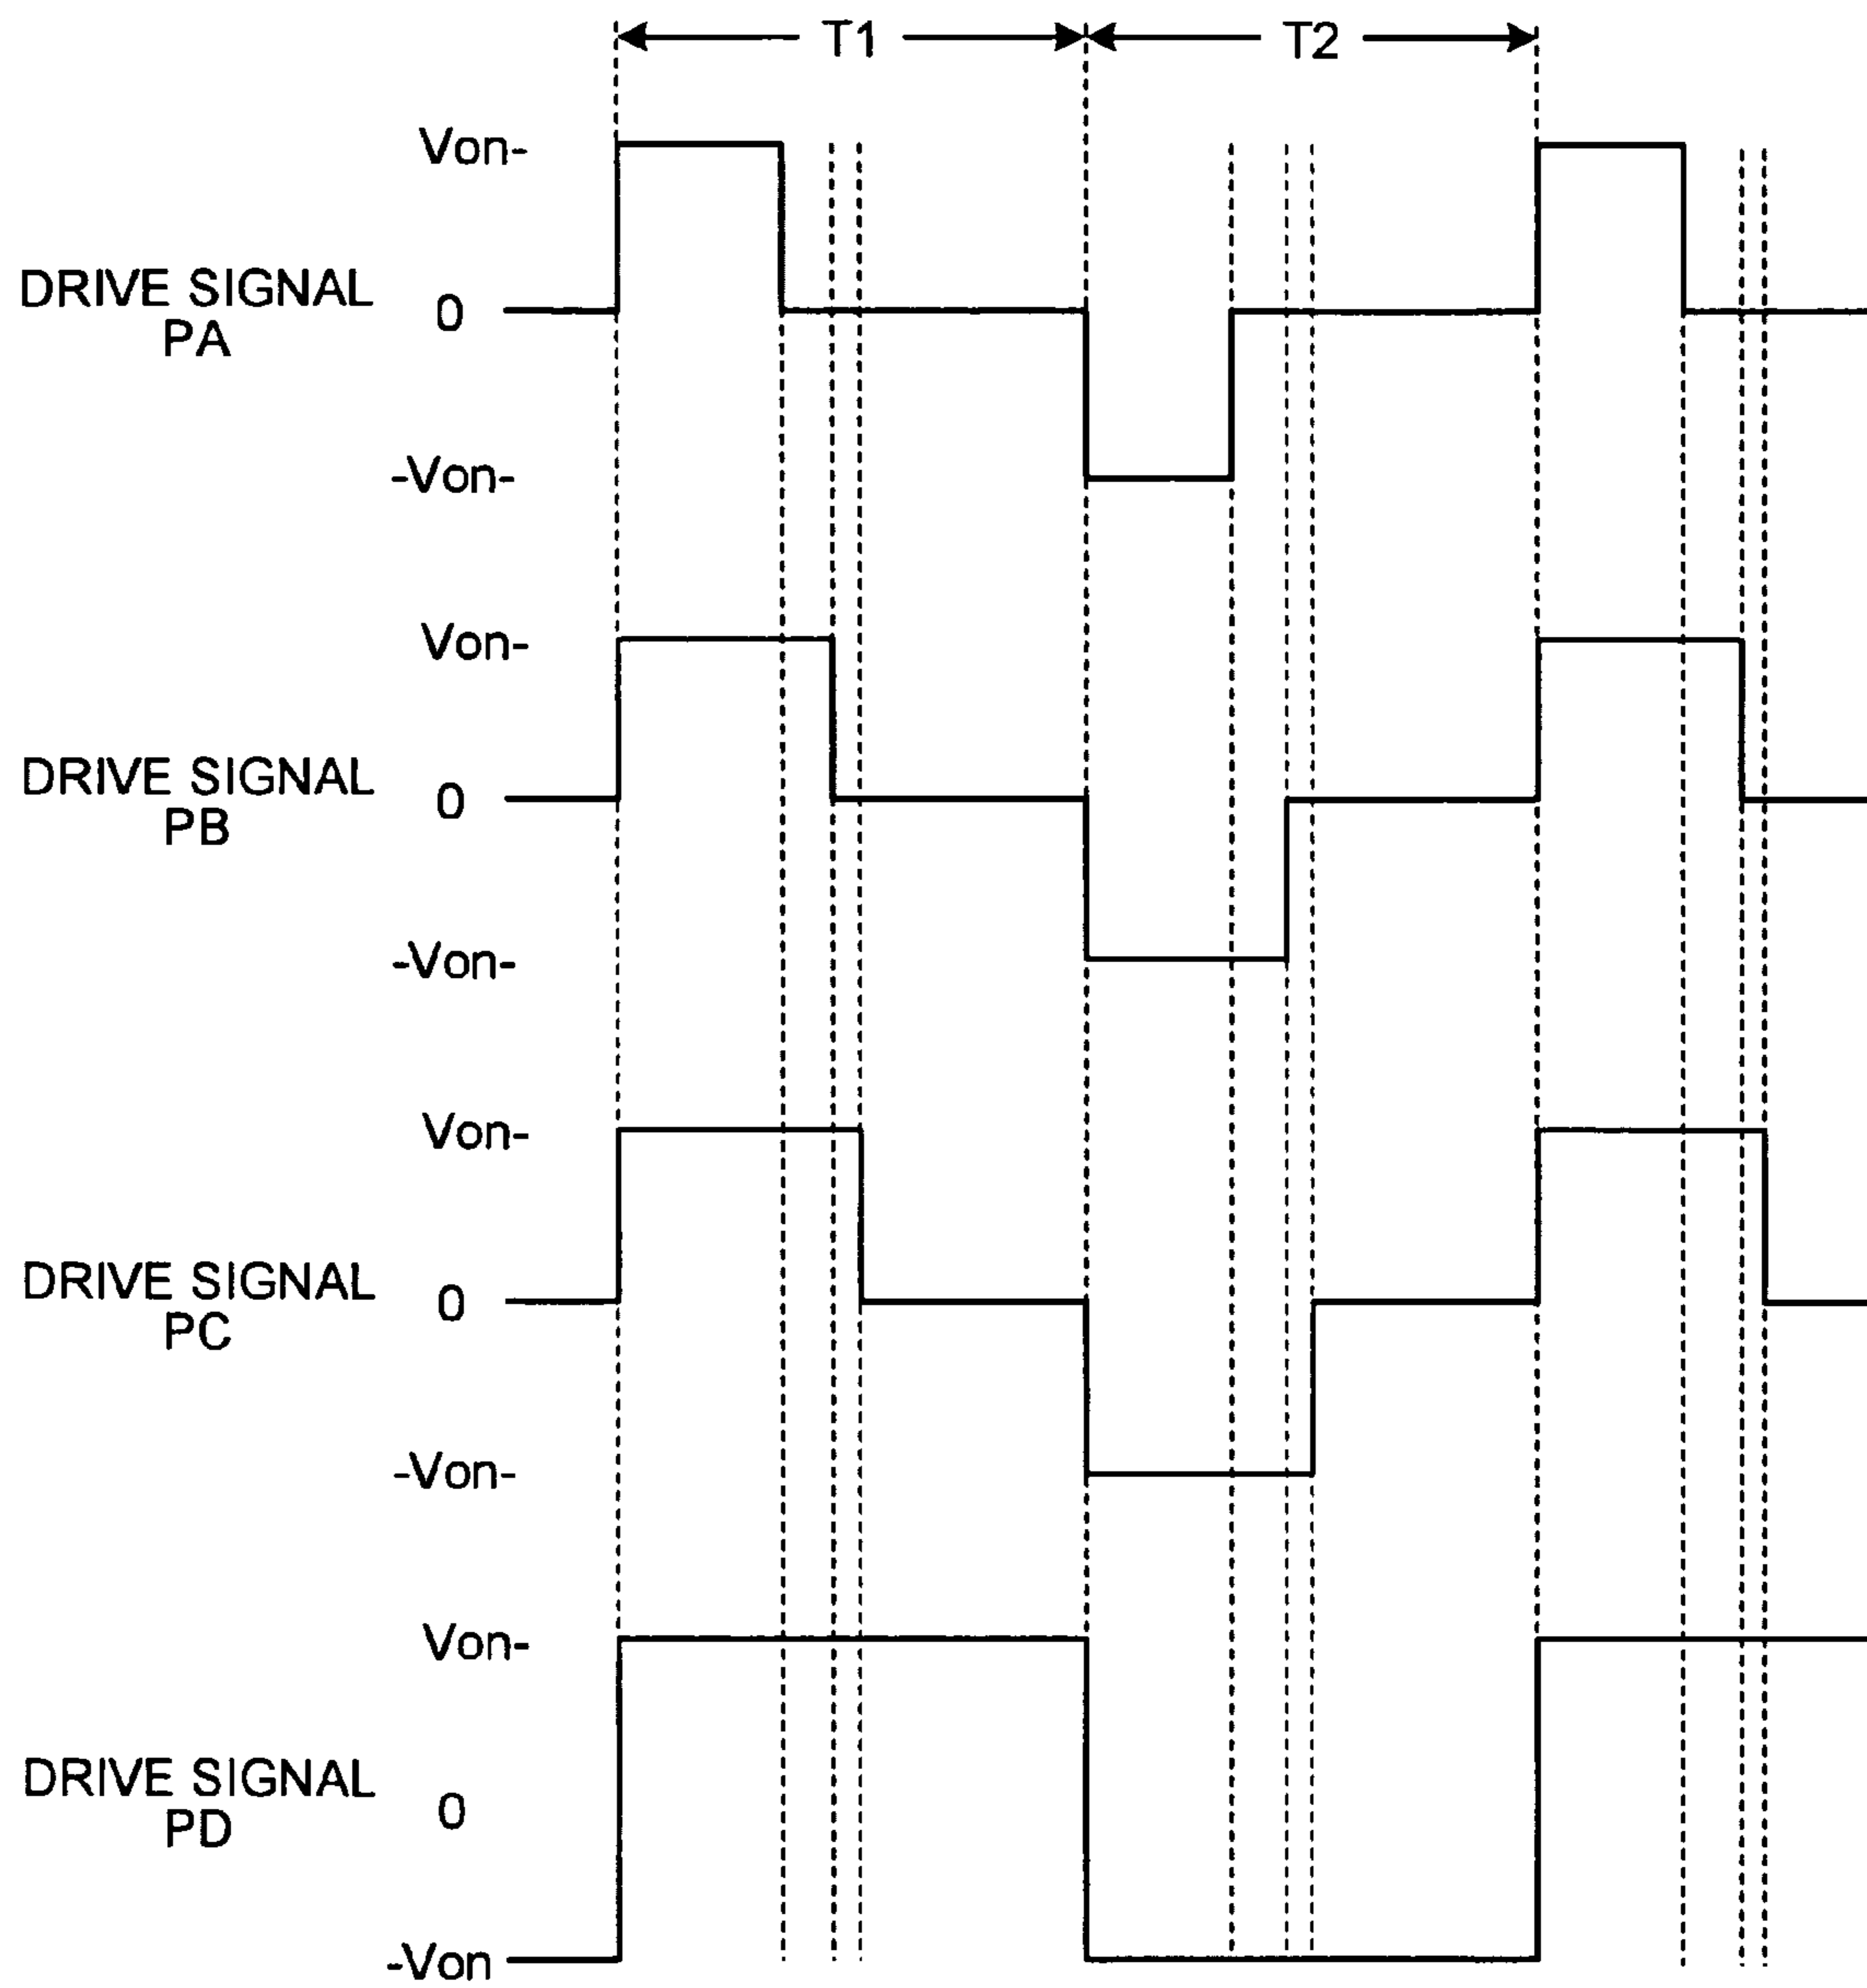 T1 T2
Von-
DRIVE SIGNAL
PA
0
-Von-
Von-
DRIVE SIGNAL
PB
0
-Von-
Von-
DRIVE SIGNAL
PC
0
-Von-
Von-
DRIVE SIGNAL
PD
0
-Von